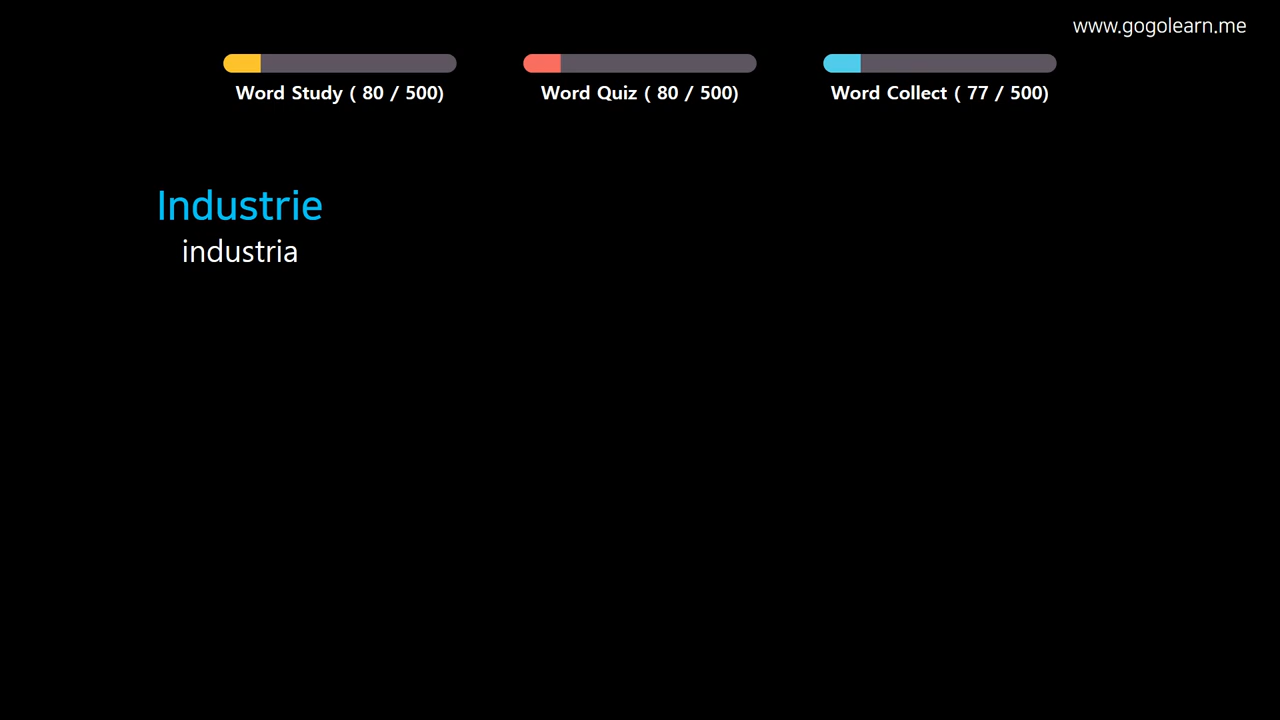 www.gogolearn.me
Word Study ( 80 / 500)
Word Quiz ( 80 / 500)
Word Collect ( 77 / 500)
Industrie
industria